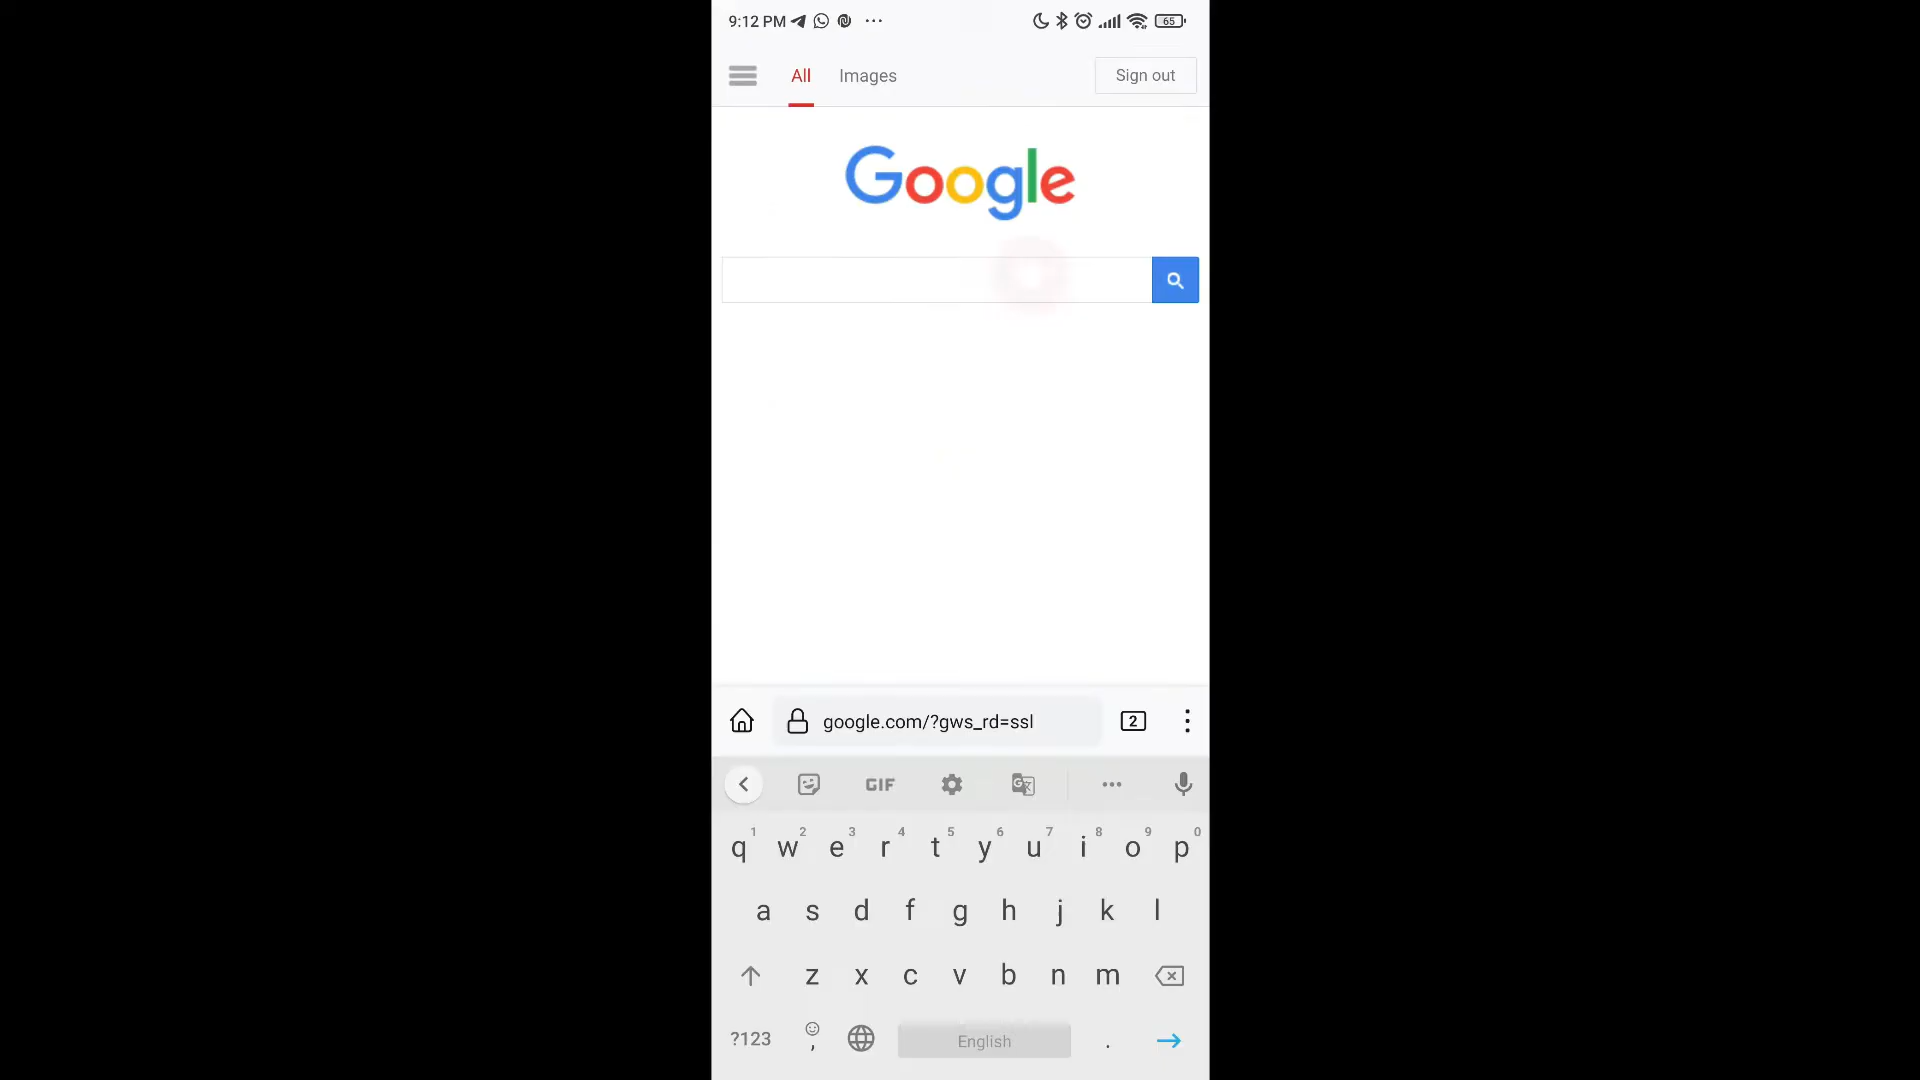 9:12 PM ... 65
All Images Sign out
Google
google.com/?gws_rd=ssl 2
GIF G ...
1 2 3 4 5 6 7 8 9 0
q w e r t y u i o p
a s d f g h j k l
z x c v b n m
?123 , English .